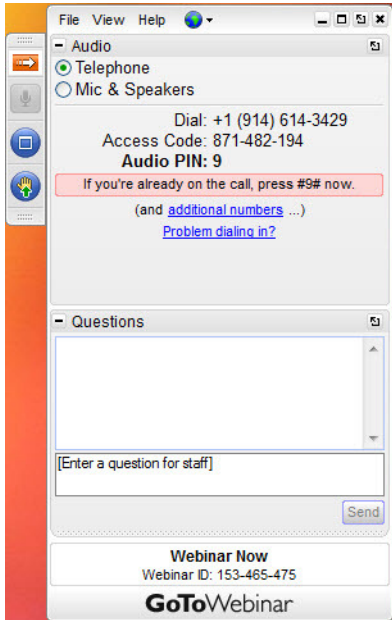 File View Help
Audio
Telephone
Mic & Speakers
Dial: +1 (914) 614-3429
Access Code: 871-482-194
Audio PIN: 9
If you're already on the call, press #9# now.
(and additional numbers ...)
Problem dialing in?
Questions
[Enter a question for staff]
Send
Webinar Now
Webinar ID: 153-465-475
GoToWebinar